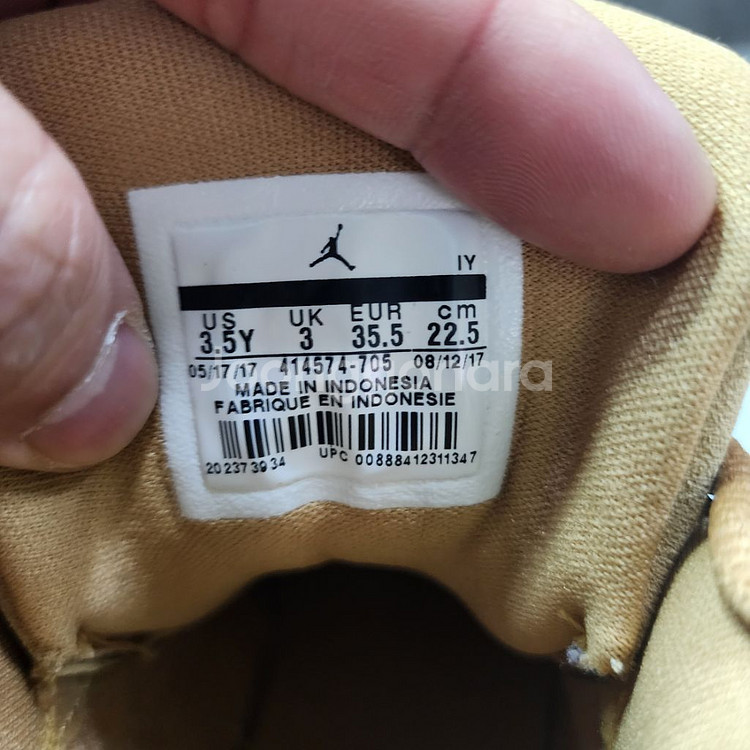 IY
US UK EUR cm
3.5Y 3 35.5 22.5
05/17/17 414574-705 08/12/17
MADE IN INDONESIA
FABRIQUE EN INDONESIE
20 237 39 34 UPC 00888412311347